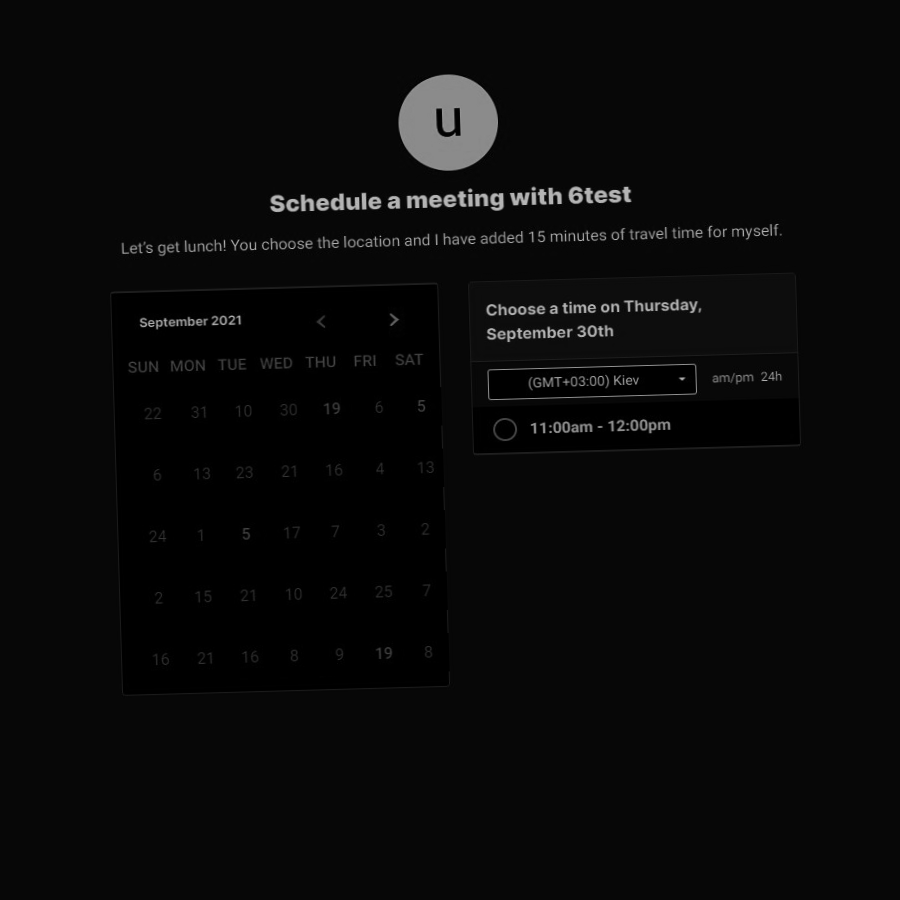 u
Schedule a meeting with 6test
Let's get lunch! You choose the location and I have added 15 minutes of travel time for myself.
September 2021
SUN MON TUE WED THU FRI SAT
22 31 10 30 19 6 5
6 13 23 21 16 4 13
24 1 5 17 7 3 2
2 15 21 10 24 25 7
16 21 16 8 9 19 8
Choose a time on Thursday,
September 30th
(GMT+03:00) Kiev am/pm 24h
11:00am - 12:00pm